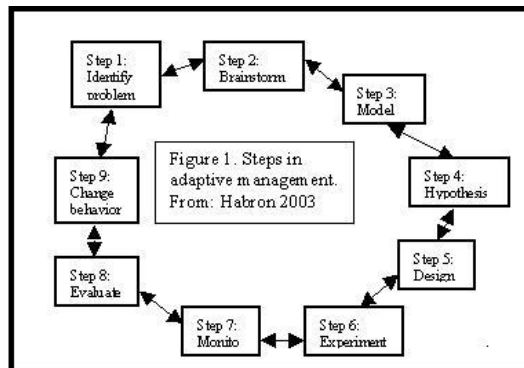 Step 1:
Identify
problem
Step 2:
Brainstorm
Step 3:
Model
Step 4:
Hypothesis
Step 5:
Design
Step 6:
Experiment
Step 7:
Monito
Step 8:
Evaluate
Step 9:
Change
behavior
Figure 1. Steps in
adaptive management.
From: Habron 2003